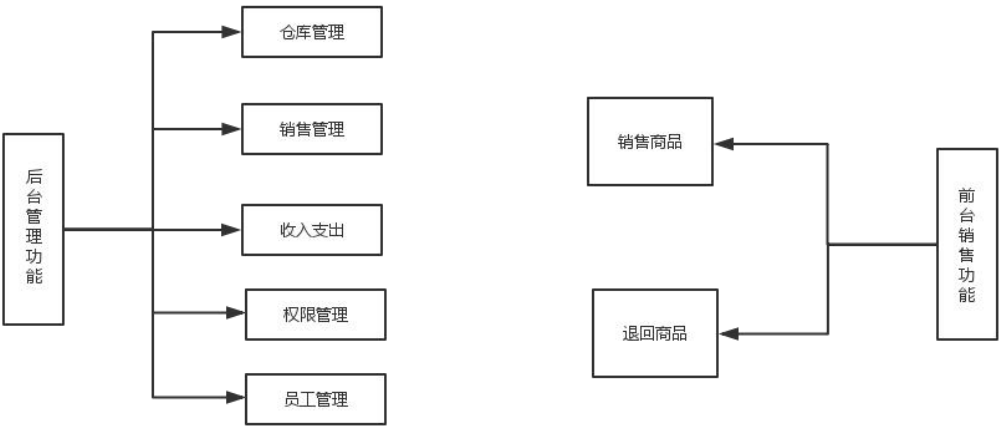 后台管理功能
仓库管理
销售管理
收入支出
权限管理
员工管理
销售商品
退回商品
前台销售功能